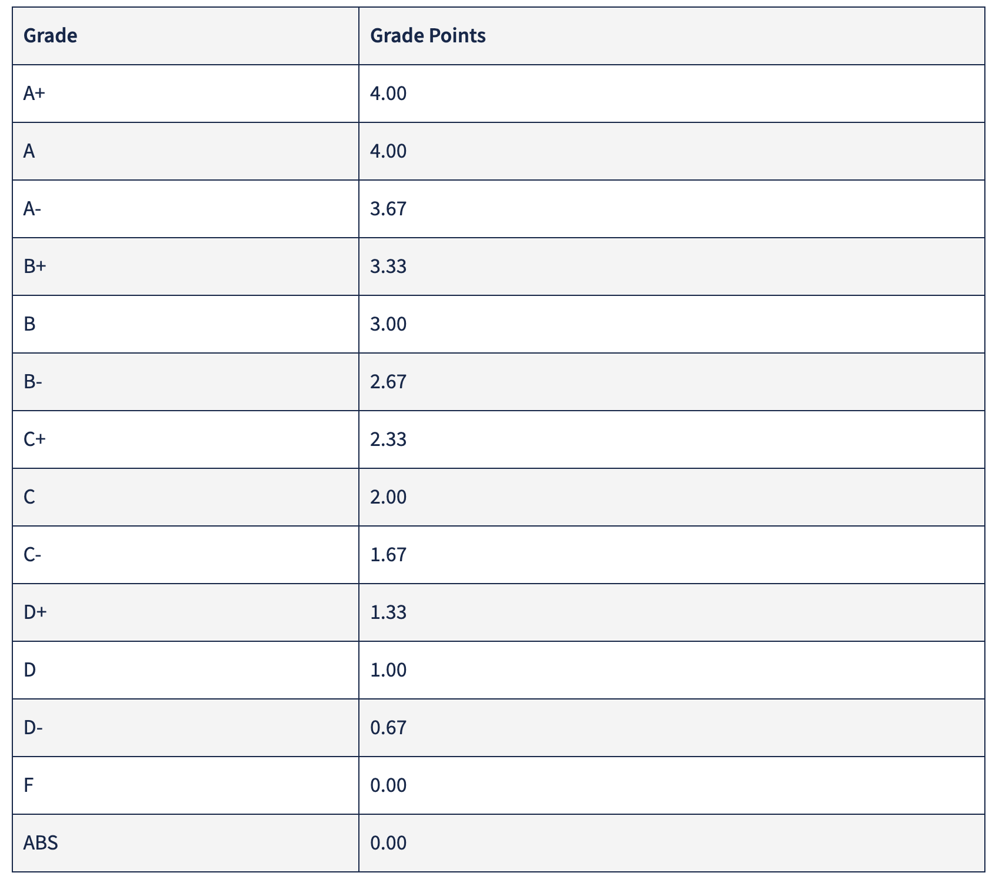 Grade Grade Points
A+ 4.00
A 4.00
A- 3.67
B+ 3.33
B 3.00
B- 2.67
C+ 2.33
C 2.00
C- 1.67
D+ 1.33
D 1.00
D- 0.67
F 0.00
ABS 0.00